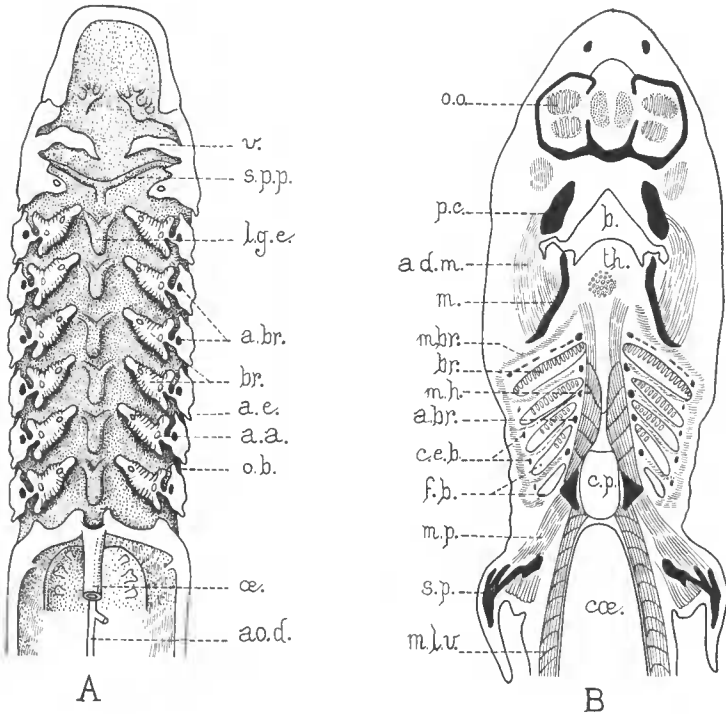 v.
s.p.p.
l.g.e.
a.br.
br.
a.e.
a.a.
o.b.
œ.
ao.d.
A
o.o.
p.c.
b.
th.
a d.m.
m.
m.br.
br.
m.h.
a.br.
c.e.b.
f.b.
c.p.
m.p.
s.p.
cœ.
m.l.v.
B